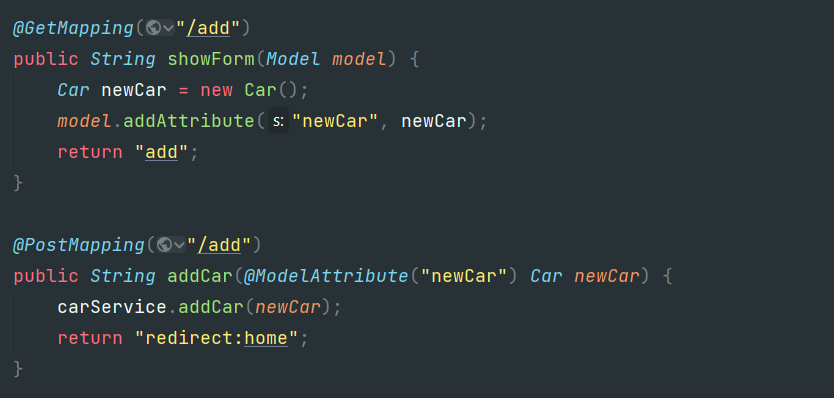 @GetMapping("/add")
public String showForm(Model model) {
Car newCar = new Car();
model.addAttribute(s: "newCar", newCar);
return "add";
}
@PostMapping("/add")
public String addCar(@ModelAttribute("newCar") Car newCar) {
carService.addCar(newCar);
return "redirect:home";
}